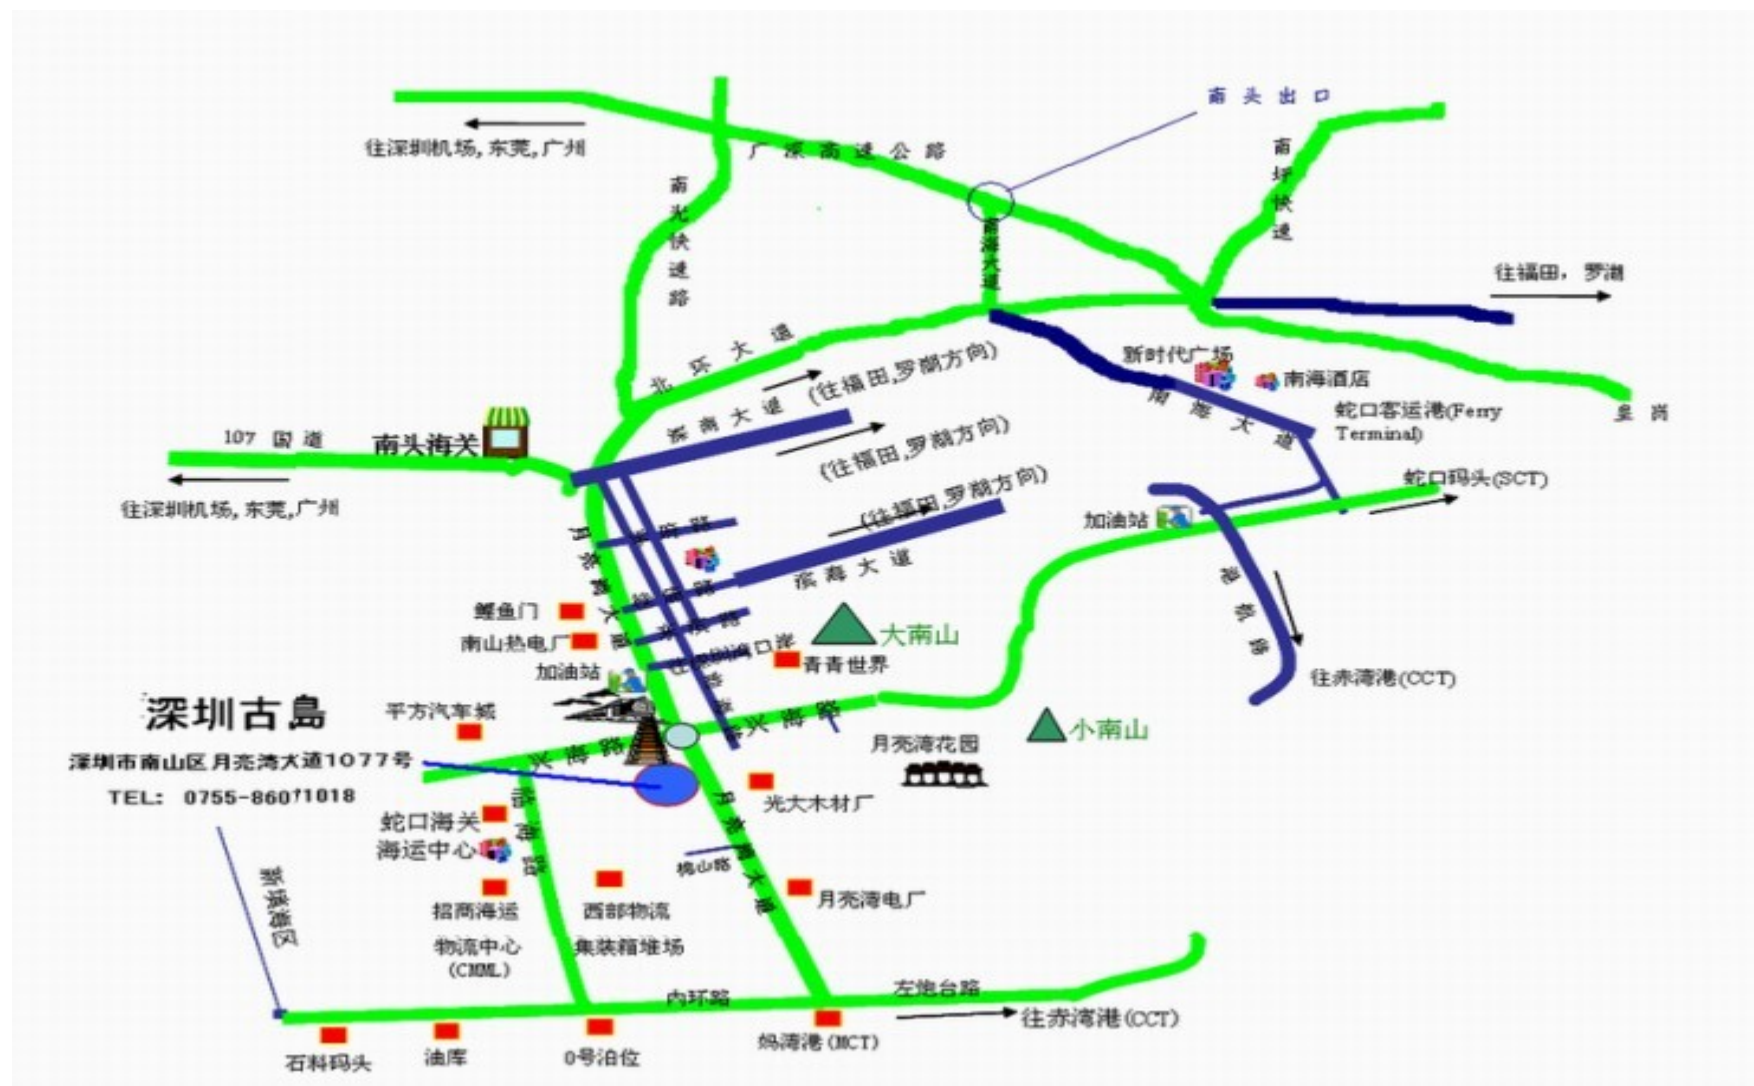 南头出口
往深圳机场,东莞,广州
广深高速公路
南坪快速
南光快速路
南海大道
往福田，罗湖
北环大道
新时代广场
(往福田,罗湖方向)
南海酒店
深南大道
南海大道
蛇口客运港(Ferry
Terminal)
皇岗
107 国道
南头海关
(往福田,罗湖方向)
蛇口码头(SCT)
往深圳机场,东莞,广州
(往福田,罗湖方向)
加油站
月亮湾大道
滨海大道
港航路
鲤鱼门
南山热电厂
大南山
加油站
青青世界
往赤湾港(CCT)
深圳古島
平方汽车城
兴海路
兴海路
月亮湾花园
小南山
深圳市南山区月亮湾大道1077号
TEL: 0755-86071018
光大木材厂
临海路
月亮湾大道
蛇口海关
海运中心
新填海区
招商海运
物流中心
(CMML)
西部物流
集装箱堆场
月亮湾电厂
内环路
左炮台路
往赤湾港(CCT)
石料码头
油库
0号泊位
妈湾港(MCT)